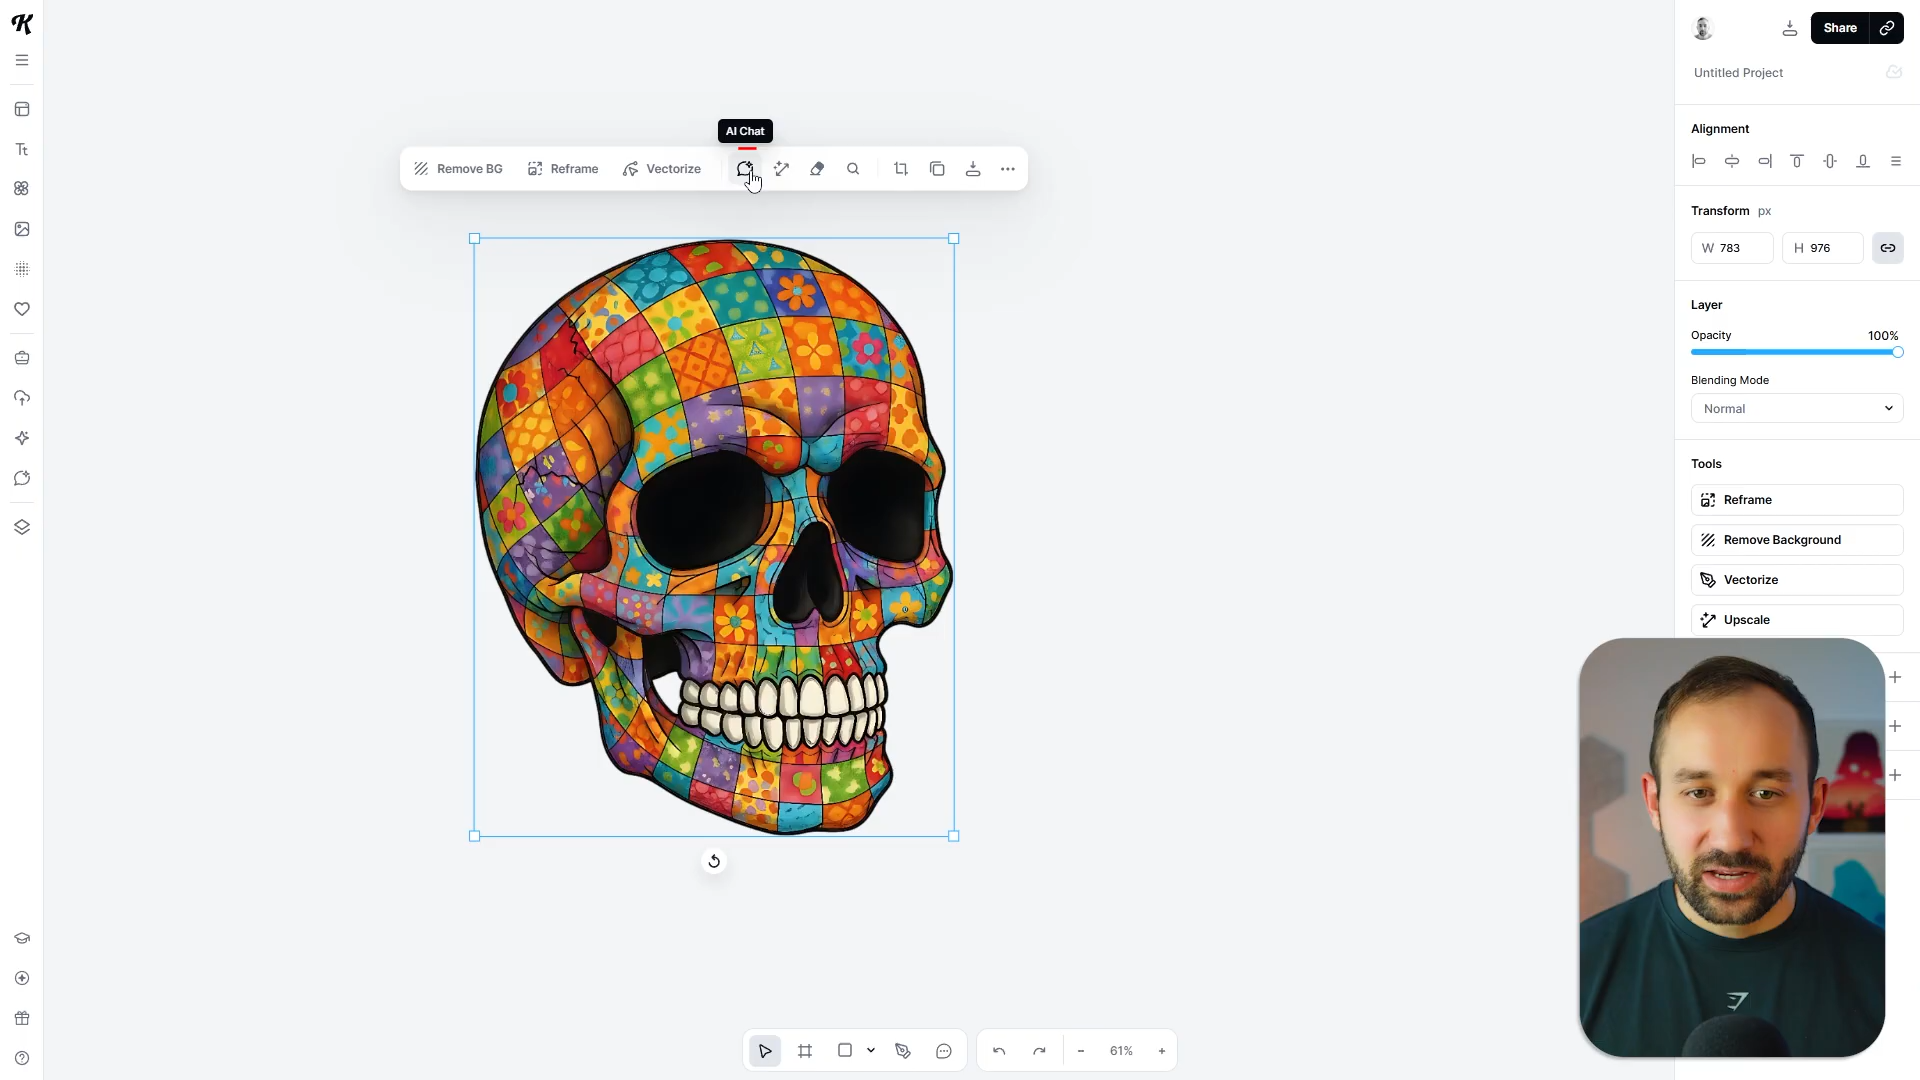 K
Share
Untitled Project
AI Chat
Remove BG
Reframe
Vectorize
Alignment
Transform px
W 783
H 976
Layer
Opacity
100%
Blending Mode
Normal
Tools
Reframe
Remove Background
Vectorize
Upscale
Tt
61%